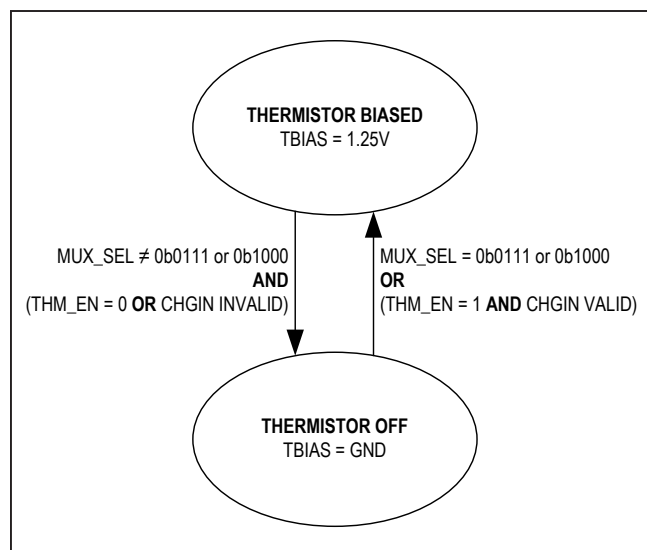 THERMISTOR BIASED
TBIAS = 1.25V
MUX_SEL ≠ 0b0111 or 0b1000
AND
(THM_EN = 0 OR CHGIN INVALID)
MUX_SEL = 0b0111 or 0b1000
OR
(THM_EN = 1 AND CHGIN VALID)
THERMISTOR OFF
TBIAS = GND